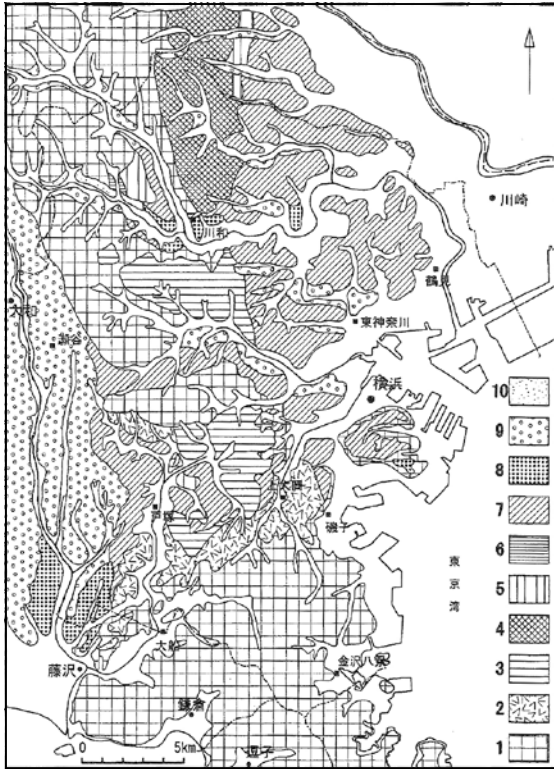 川崎
川和
鶴見
大和
東神奈川
瀬谷
横浜
10
9
8
上大岡
7
戸塚
磯子
6
東京湾
5
4
大船
金沢八景
3
藤沢
鎌倉
2
1
0 5km
逗子